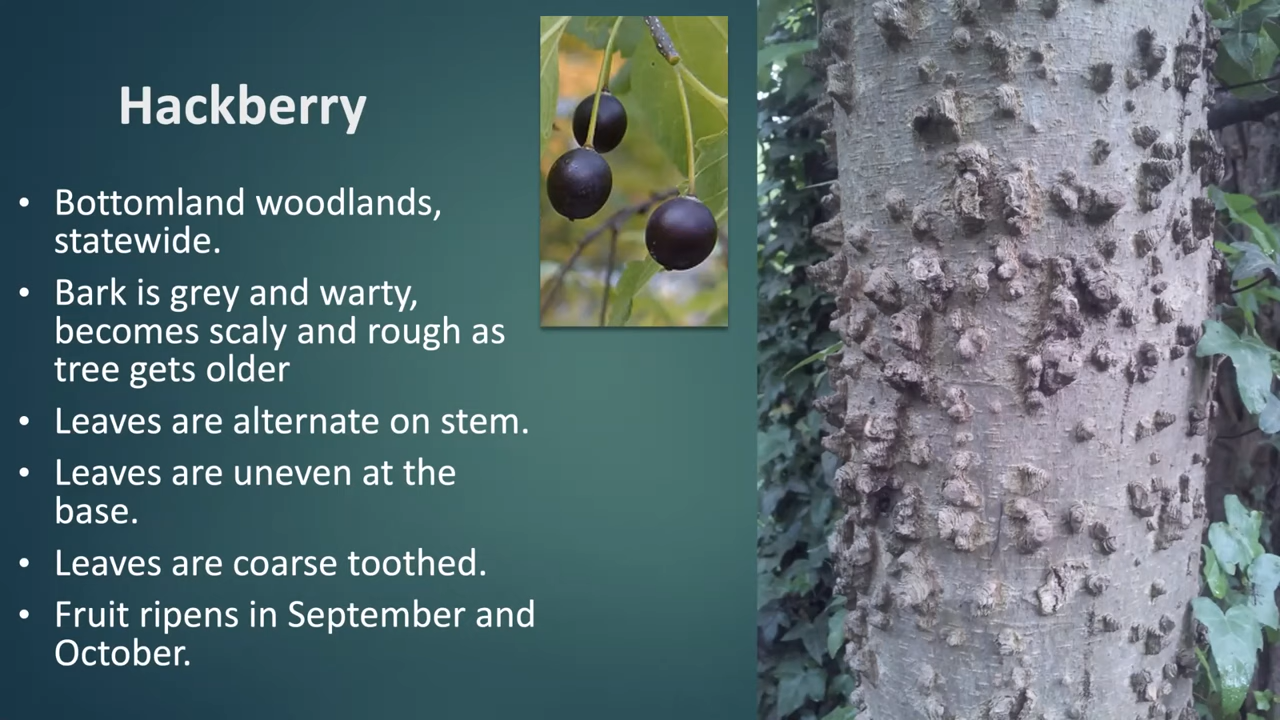 Hackberry
• Bottomland woodlands,
statewide.
• Bark is grey and warty,
becomes scaly and rough as
tree gets older
• Leaves are alternate on stem.
• Leaves are uneven at the
base.
• Leaves are coarse toothed.
• Fruit ripens in September and
October.